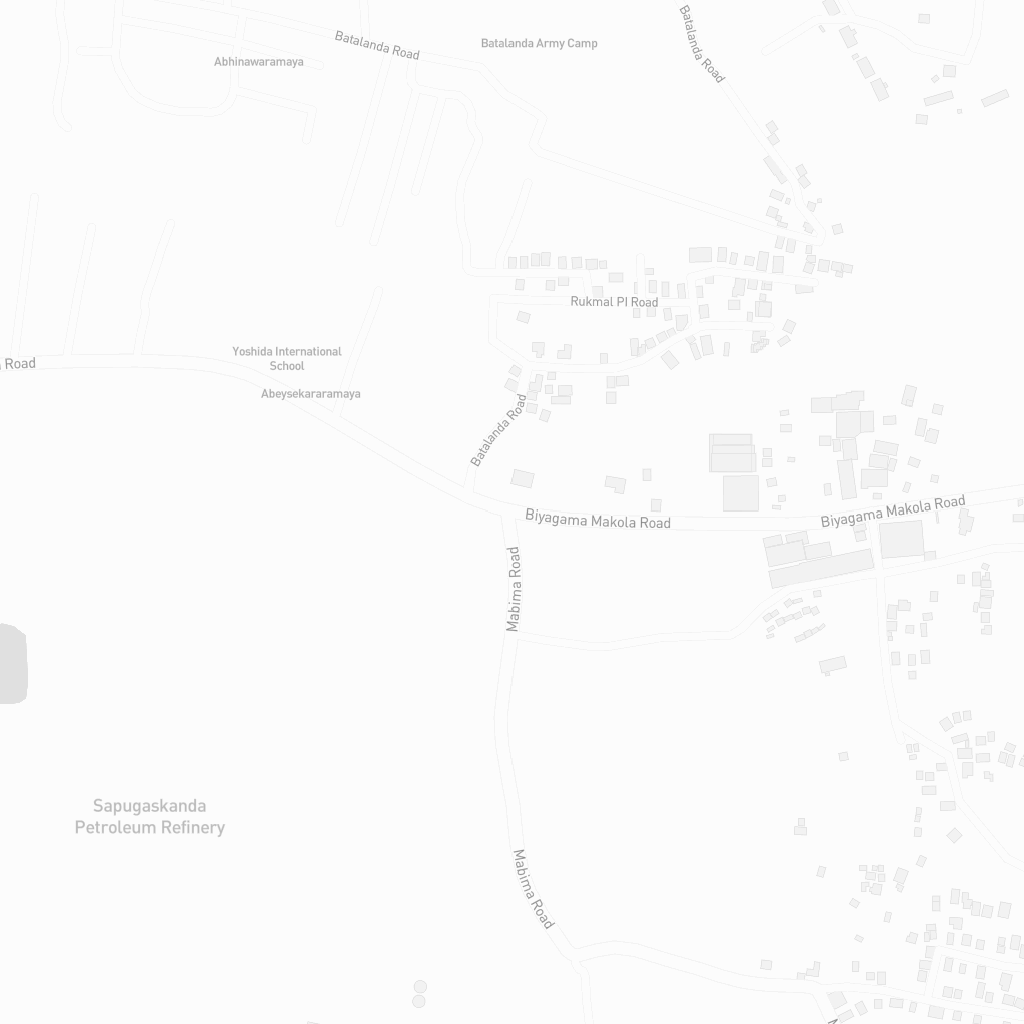 Batalanda Road
Batalanda Army Camp
Batalanda Road
Abhinawaramaya
Rukmal Pl Road
Yoshida International
School
Road
Abeysekararamaya
Batalanda Road
Biyagama Makola Road
Biyagama Makola Road
Mabima Road
Sapugaskanda
Petroleum Refinery
Mabima Road